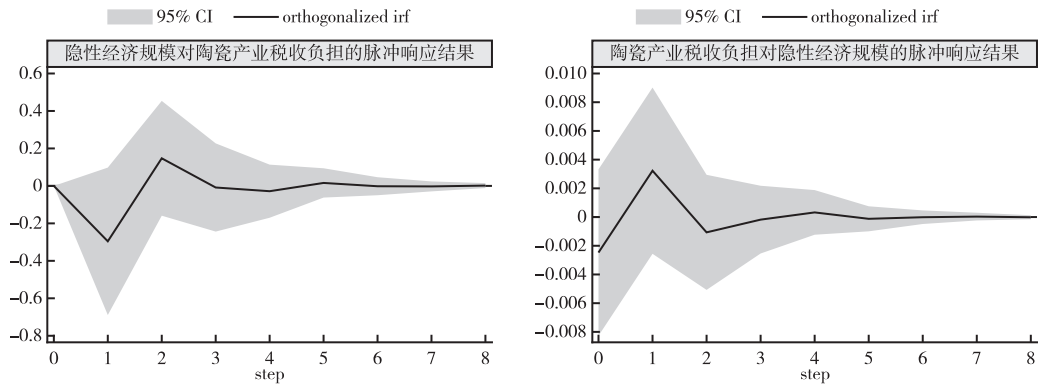 95% CI
orthogonalized irf
隐性经济规模对陶瓷产业税收负担的脉冲响应结果
0.6
0.4
0.2
0
-0.2
-0.4
-0.6
-0.8
0 1 2 3 4 5 6 7 8
step
95% CI
orthogonalized irf
陶瓷产业税收负担对隐性经济规模的脉冲响应结果
0.010
0.008
0.006
0.004
0.002
0
-0.002
-0.004
-0.006
-0.008
0 1 2 3 4 5 6 7 8
step